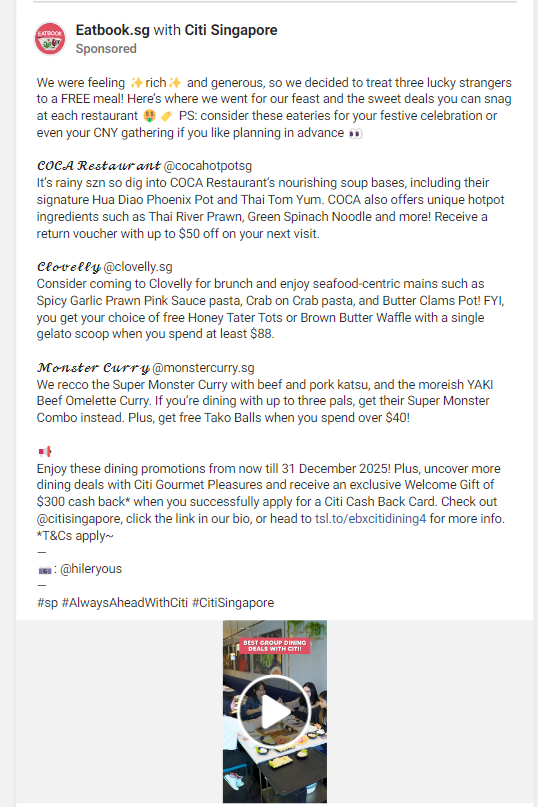 EATBOOK
Eatbook.sg with Citi Singapore
Sponsored
We were feeling ✨rich✨ and generous, so we decided to treat three lucky strangers
to a FREE meal! Here's where we went for our feast and the sweet deals you can snag
at each restaurant 🤑 🏷️ PS: consider these eateries for your festive celebration or
even your CNY gathering if you like planning in advance 👀
𝓒𝓞𝓒𝓐 𝓡𝓮𝓼𝓽𝓪𝓾𝓻𝓪𝓷𝓽 @cocahotpotsg
It's rainy szn so dig into COCA Restaurant's nourishing soup bases, including their
signature Hua Diao Phoenix Pot and Thai Tom Yum. COCA also offers unique hotpot
ingredients such as Thai River Prawn, Green Spinach Noodle and more! Receive a
return voucher with up to $50 off on your next visit.
𝓒𝓵𝓸𝓿𝓮𝓵𝓵𝔂 @clovelly.sg
Consider coming to Clovelly for brunch and enjoy seafood-centric mains such as
Spicy Garlic Prawn Pink Sauce pasta, Crab on Crab pasta, and Butter Clams Pot! FYI,
you get your choice of free Honey Tater Tots or Brown Butter Waffle with a single
gelato scoop when you spend at least $88.
𝓜𝓸𝓷𝓼𝓽𝓮𝓻 𝓒𝓾𝓻𝓻𝔂 @monstercurry.sg
We recco the Super Monster Curry with beef and pork katsu, and the moreish YAKI
Beef Omelette Curry. If you're dining with up to three pals, get their Super Monster
Combo instead. Plus, get free Tako Balls when you spend over $40!
📢
Enjoy these dining promotions from now till 31 December 2025! Plus, uncover more
dining deals with Citi Gourmet Pleasures and receive an exclusive Welcome Gift of
$300 cash back* when you successfully apply for a Citi Cash Back Card. Check out
@citisingapore, click the link in our bio, or head to tsl.to/ebxcitidining4 for more info.
*T&Cs apply~
—
📷: @hileryous
—
#sp #AlwaysAheadWithCiti #CitiSingapore
BEST GROUP DINING
DEALS WITH CITI!